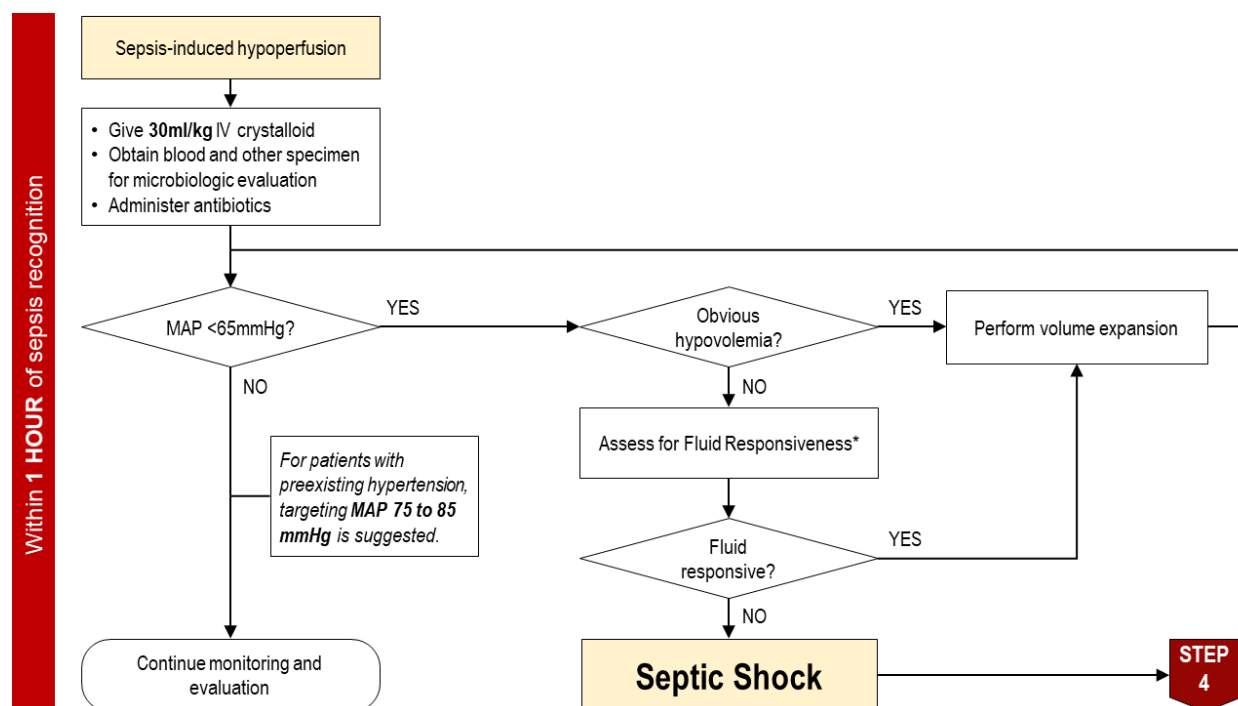 Within 1 HOUR of sepsis recognition
Sepsis-induced hypoperfusion
• Give 30ml/kg IV crystalloid
• Obtain blood and other specimen
for microbiologic evaluation
• Administer antibiotics
MAP <65mmHg?
YES
Obvious
hypovolemia?
YES
Perform volume expansion
NO
NO
Assess for Fluid Responsiveness*
For patients with
preexisting hypertension,
targeting MAP 75 to 85
mmHg is suggested.
Fluid
responsive?
YES
NO
Continue monitoring and
evaluation
Septic Shock
STEP
4